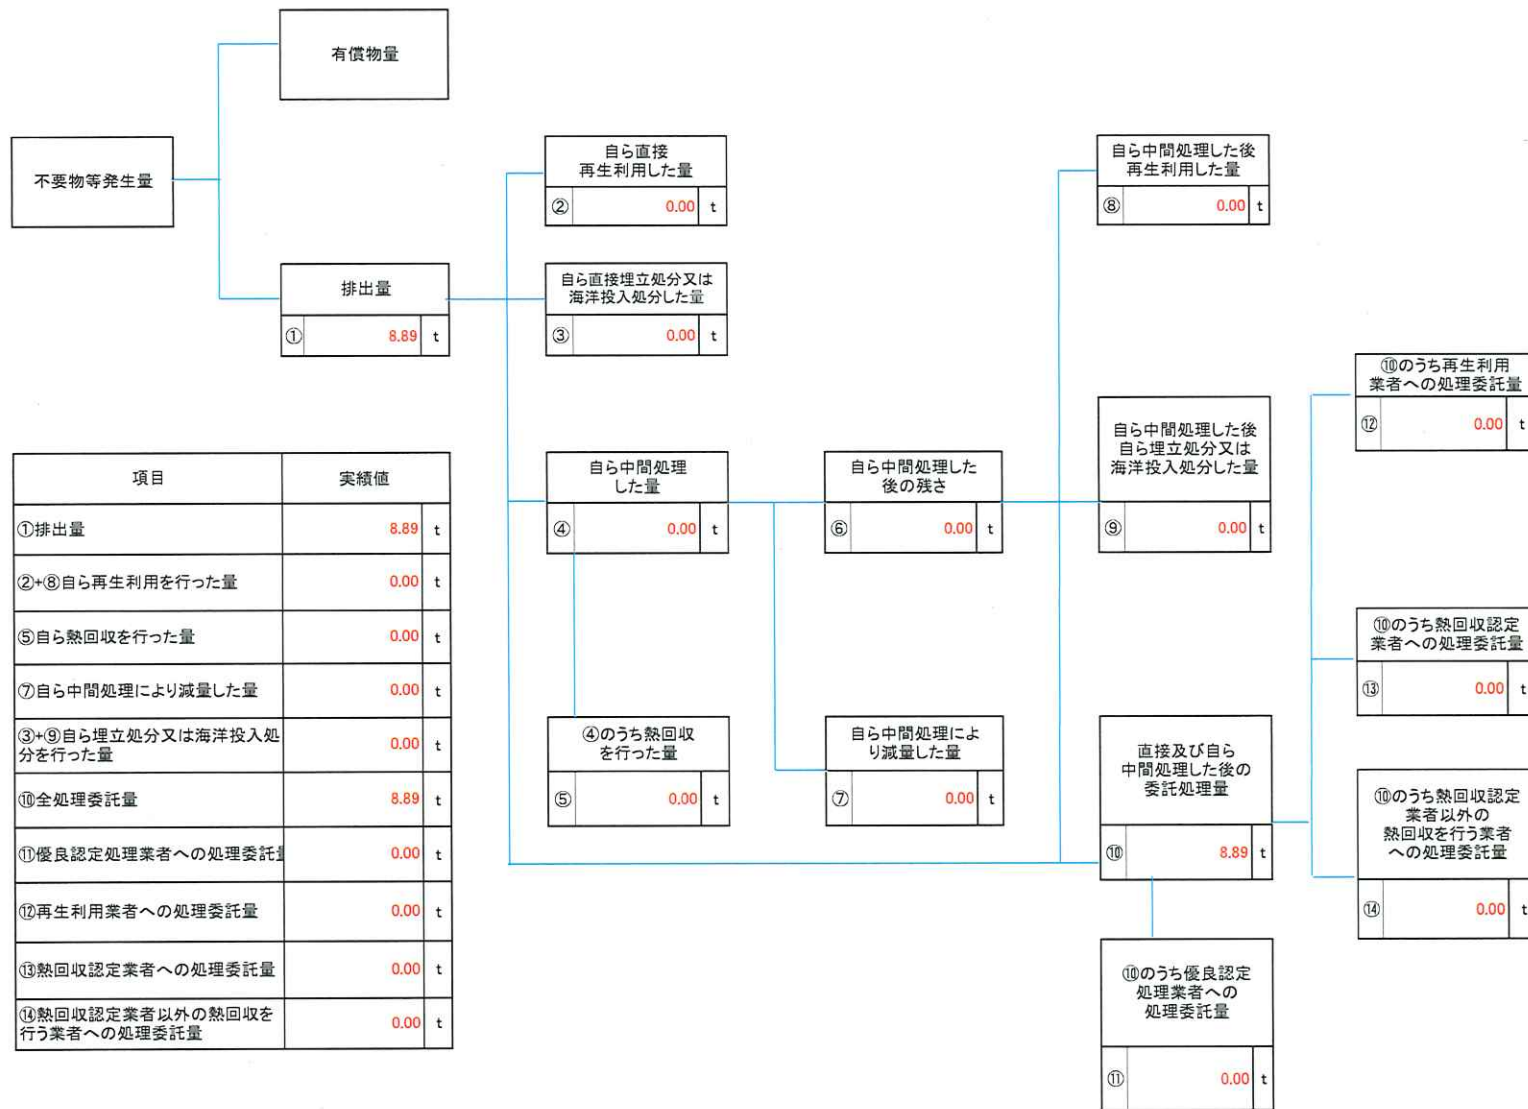 有償物量
不要物等発生量
排出量
① 8.89 t
自ら直接
再生利用した量
② 0.00 t
自ら直接埋立処分又は
海洋投入処分した量
③ 0.00 t
自ら中間処理
した量
④ 0.00 t
④のうち熱回収
を行った量
⑤ 0.00 t
自ら中間処理した
後の残さ
⑥ 0.00 t
自ら中間処理によ
り減量した量
⑦ 0.00 t
自ら中間処理した後
再生利用した量
⑧ 0.00 t
自ら中間処理した後
自ら埋立処分又は
海洋投入処分した量
⑨ 0.00 t
直接及び自ら
中間処理した後の
委託処理量
⑩ 8.89 t
⑩のうち優良認定
処理業者への
処理委託量
⑪ 0.00 t
⑩のうち再生利用
業者への処理委託量
⑫ 0.00 t
⑩のうち熱回収認定
業者への処理委託量
⑬ 0.00 t
⑩のうち熱回収認定
業者以外の
熱回収を行う業者
への処理委託量
⑭ 0.00 t
項目 実績値
①排出量 8.89 t
②+⑧自ら再生利用を行った量 0.00 t
⑤自ら熱回収を行った量 0.00 t
⑦自ら中間処理により減量した量 0.00 t
③+⑨自ら埋立処分又は海洋投入処
分を行った量 0.00 t
⑩全処理委託量 8.89 t
⑪優良認定処理業者への処理委託 0.00 t
⑫再生利用業者への処理委託量 0.00 t
⑬熱回収認定業者への処理委託量 0.00 t
⑭熱回収認定業者以外の熱回収を
行う業者への処理委託量 0.00 t